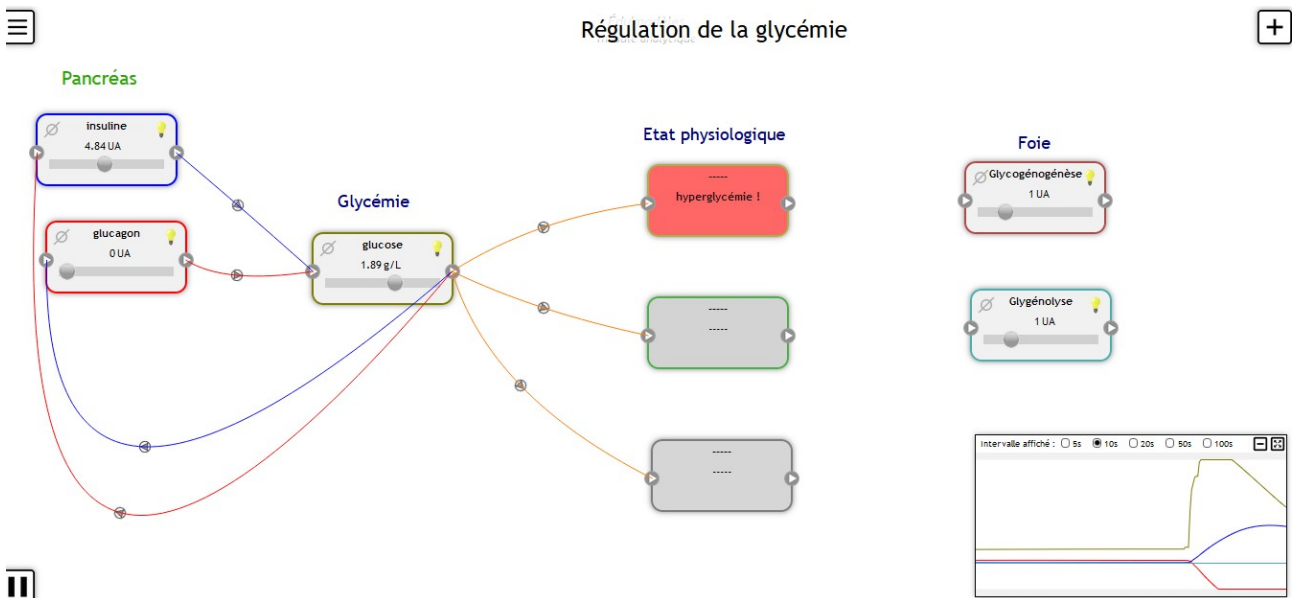 Régulation de la glycémie
Pancréas
insuline
4.84 UA
glucagon
0 UA
Glycémie
glucose
1.89 g/L
Etat physiologique
-----
hyperglycémie !
-----
-----
-----
-----
Foie
Glycogénogénèse
1 UA
Glygénolyse
1 UA
Intervalle affiché : 5s 10s 20s 50s 100s